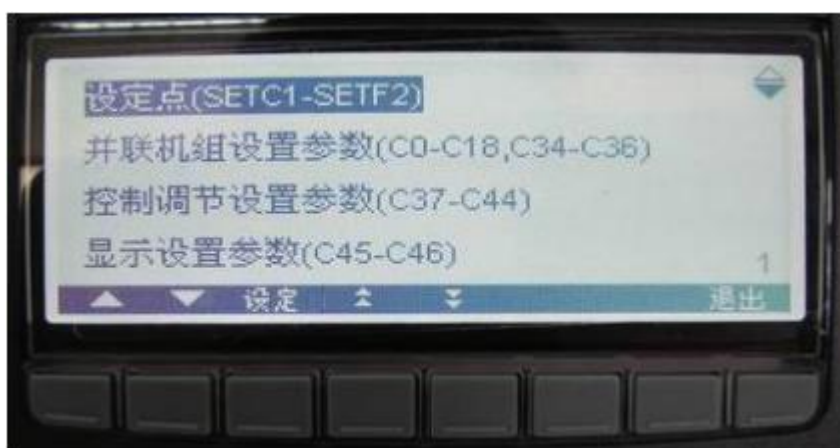 设定点(SETC1-SETF2)
并联机组设置参数(C0-C18,C34-C36)
控制调节设置参数(C37-C44)
显示设置参数(C45-C46)
1
设定 退出